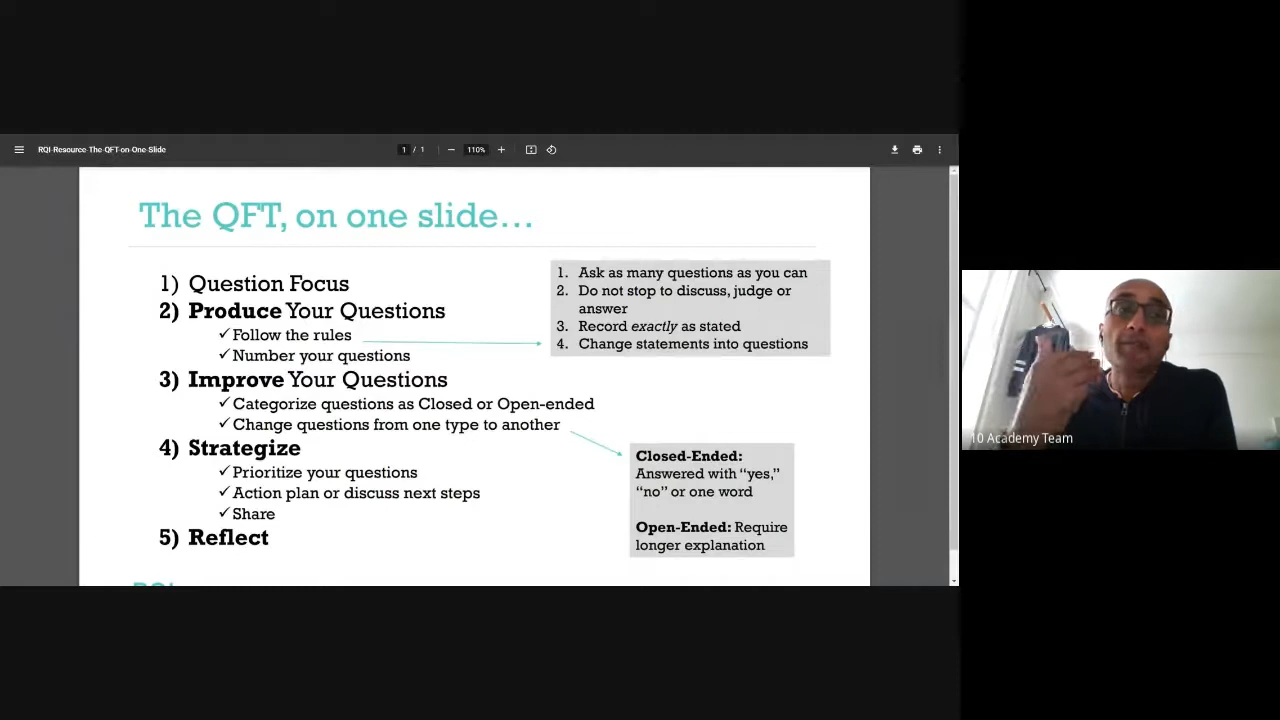 RQI-Resource-The-QFT-on-One-Slide
1 / 1
110%
The QFT, on one slide...
1) Question Focus
2) Produce Your Questions
✓Follow the rules
✓Number your questions
1. Ask as many questions as you can
2. Do not stop to discuss, judge or
answer
3. Record exactly as stated
4. Change statements into questions
3) Improve Your Questions
✓Categorize questions as Closed or Open-ended
✓Change questions from one type to another
Closed-Ended:
Answered with “yes,”
“no” or one word
Open-Ended: Require
longer explanation
4) Strategize
✓Prioritize your questions
✓Action plan or discuss next steps
✓Share
5) Reflect
10 Academy Team